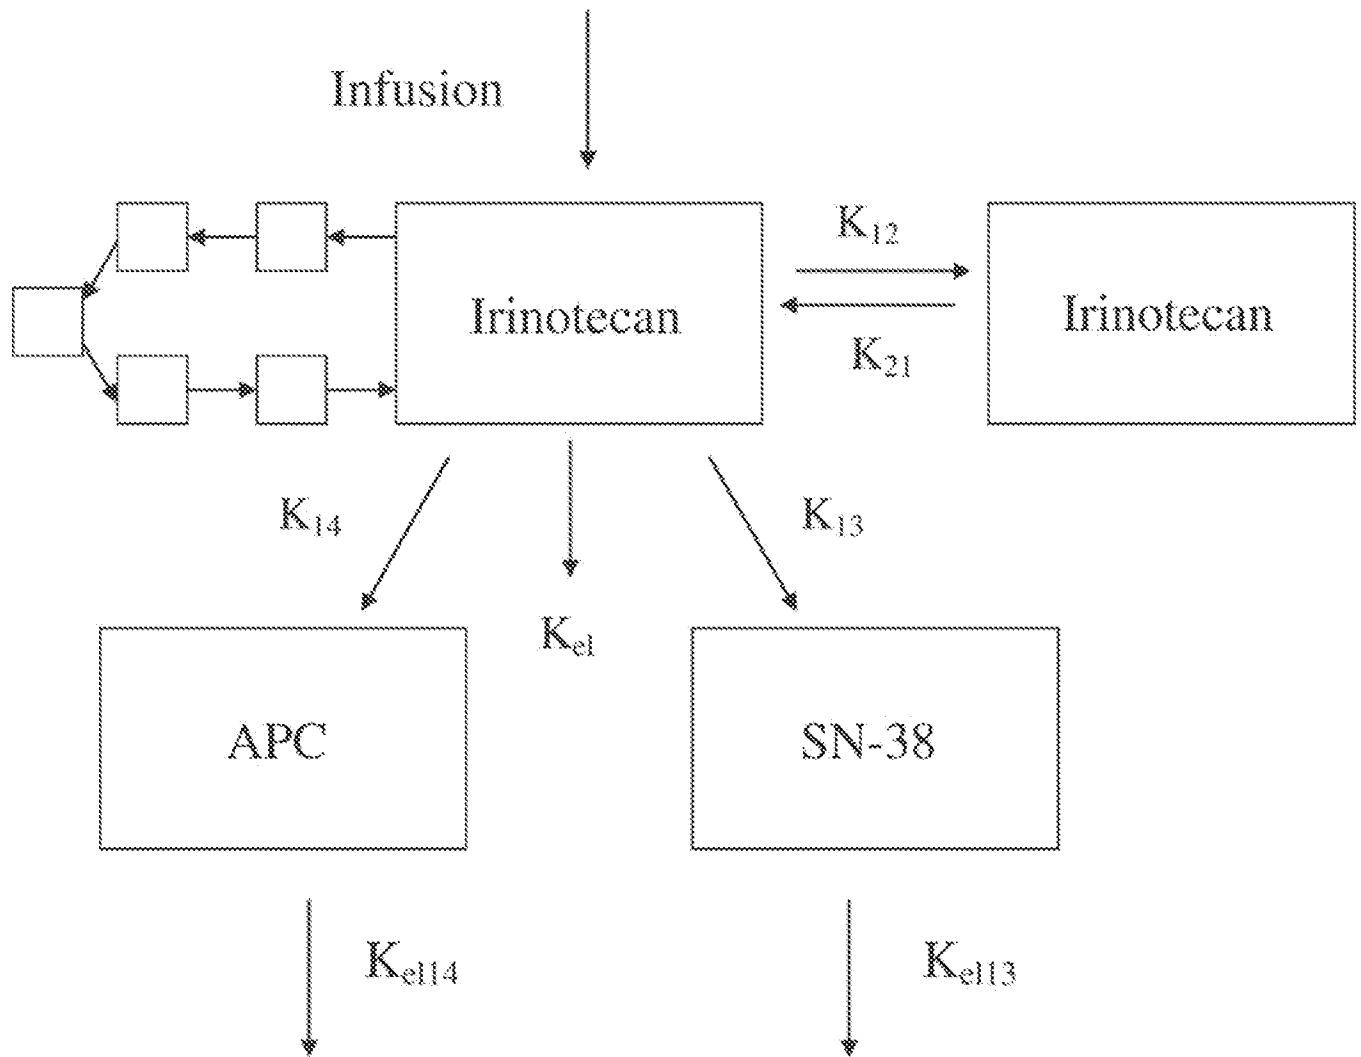 Infusion
K12
Irinotecan
Irinotecan
K21
K14
K13
Kel
APC
SN-38
Kel14
Kel13